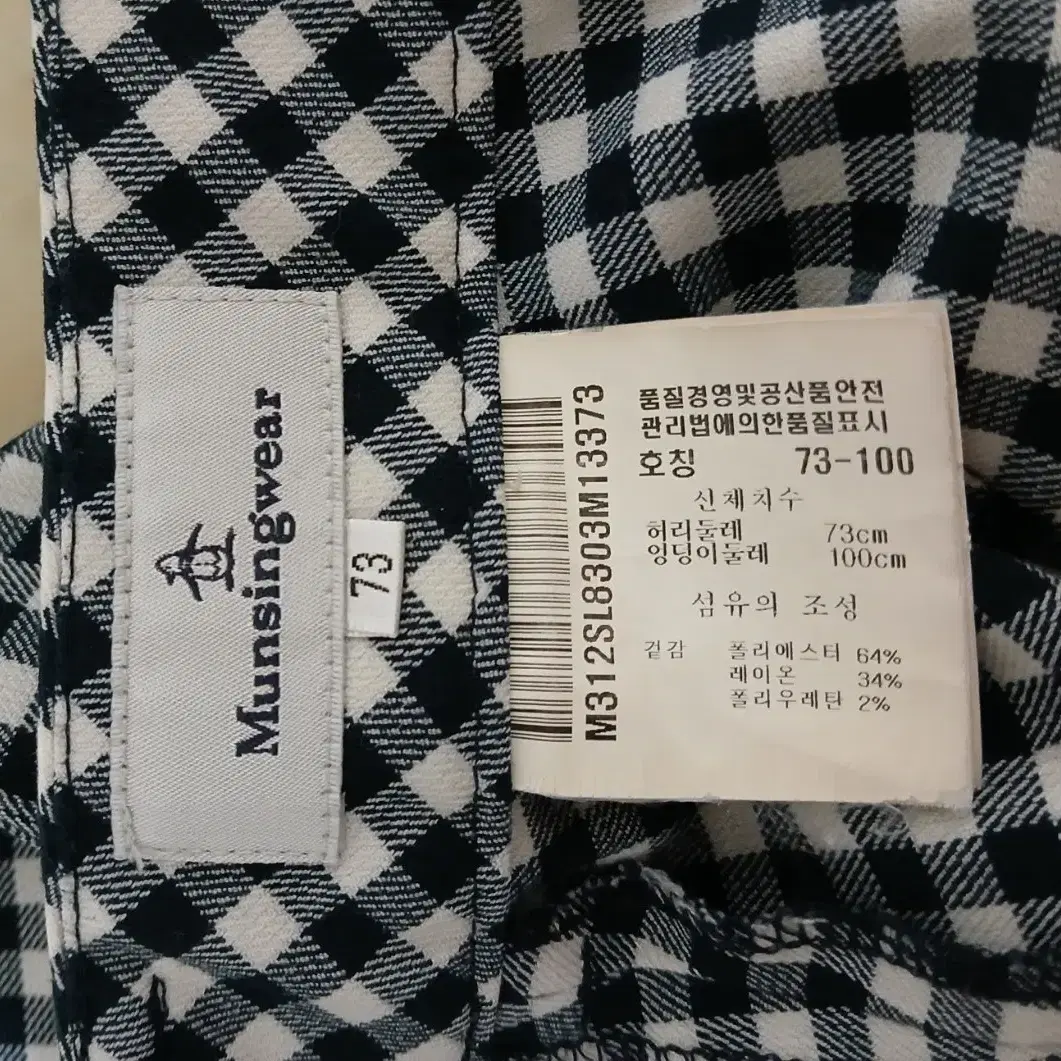 Munsingwear
73
M312SL8303M13373
품질경영및공산품안전
관리법에의한품질표시
호칭 73-100
신체치수
허리둘레 73cm
엉덩이둘레 100cm
섬유의 조성
겉감 폴리에스터 64%
레이온 34%
폴리우레탄 2%